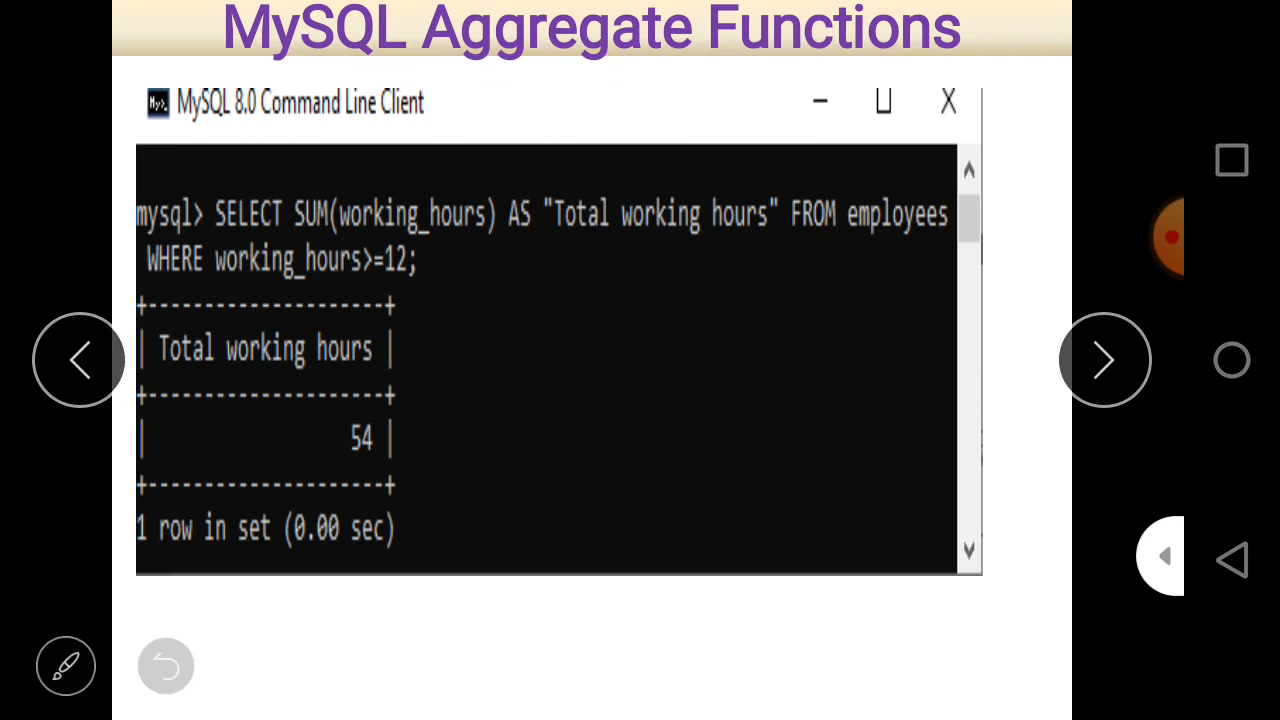 MySQL Aggregate Functions
MySQL 8.0 Command Line Client
mysql> SELECT SUM(working_hours) AS "Total working hours" FROM employees
WHERE working_hours>=12;
+---------------------+
| Total working hours |
+---------------------+
|                  54 |
+---------------------+
1 row in set (0.00 sec)